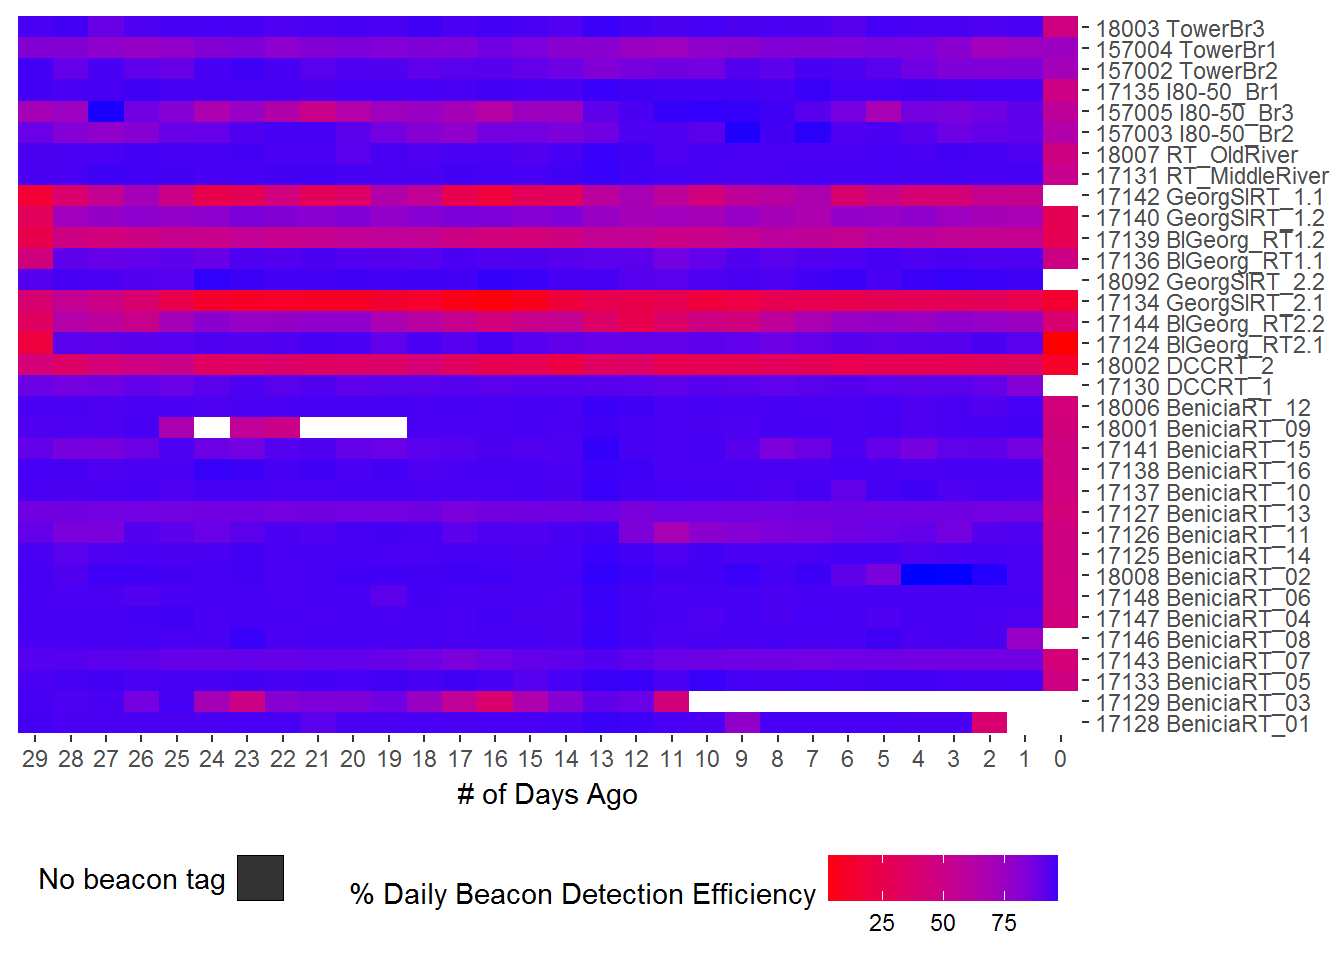 18003 TowerBr3
157004 TowerBr1
157002 TowerBr2
17135 I80-50_Br1
157005 I80-50_Br3
157003 I80-50_Br2
18007 RT_OldRiver
17131 RT_MiddleRiver
17142 GeorgSlRT_1.1
17140 GeorgSlRT_1.2
17139 BlGeorg_RT1.2
17136 BlGeorg_RT1.1
18092 GeorgSlRT_2.2
17134 GeorgSlRT_2.1
17144 BlGeorg_RT2.2
17124 BlGeorg_RT2.1
18002 DCCRT_2
17130 DCCRT_1
18006 BeniciaRT_12
18001 BeniciaRT_09
17141 BeniciaRT_15
17138 BeniciaRT_16
17137 BeniciaRT_10
17127 BeniciaRT_13
17126 BeniciaRT_11
17125 BeniciaRT_14
18008 BeniciaRT_02
17148 BeniciaRT_06
17147 BeniciaRT_04
17146 BeniciaRT_08
17143 BeniciaRT_07
17133 BeniciaRT_05
17129 BeniciaRT_03
17128 BeniciaRT_01
29 28 27 26 25 24 23 22 21 20 19 18 17 16 15 14 13 12 11 10 9 8 7 6 5 4 3 2 1 0
# of Days Ago
No beacon tag
% Daily Beacon Detection Efficiency
25 50 75